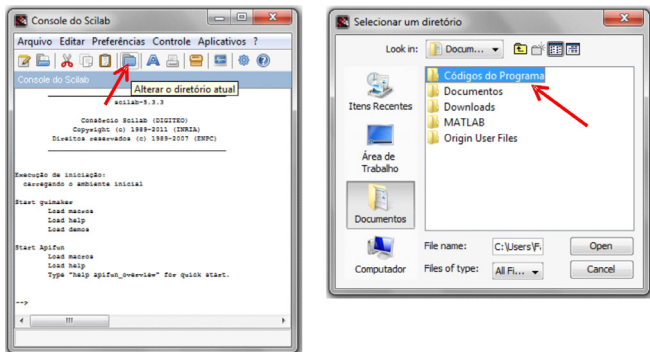 Console do Scilab
Arquivo Editar Preferências Controle Aplicativos ?
Console do Scilab
Alterar o diretório atual
scilab-5.3.3
Consórcio Scilab (DIGITEO)
Copyright (c) 1989-2011 (INRIA)
Direitos reservados (c) 1989-2007 (ENPC)
Execução de iniciação:
carregando o ambiente inicial
Start guimaker
Load macros
Load help
Load demos
Start Apifun
Load macros
Load help
Type "help apifun_overview" for quick start.
-->
Selecionar um diretório
Look in:
Docum...
Itens Recentes
Área de
Trabalho
Documentos
Computador
Códigos do Programa
Documentos
Downloads
MATLAB
Origin User Files
File name:
C:\Users\F
Open
Files of type:
All Fi...
Cancel